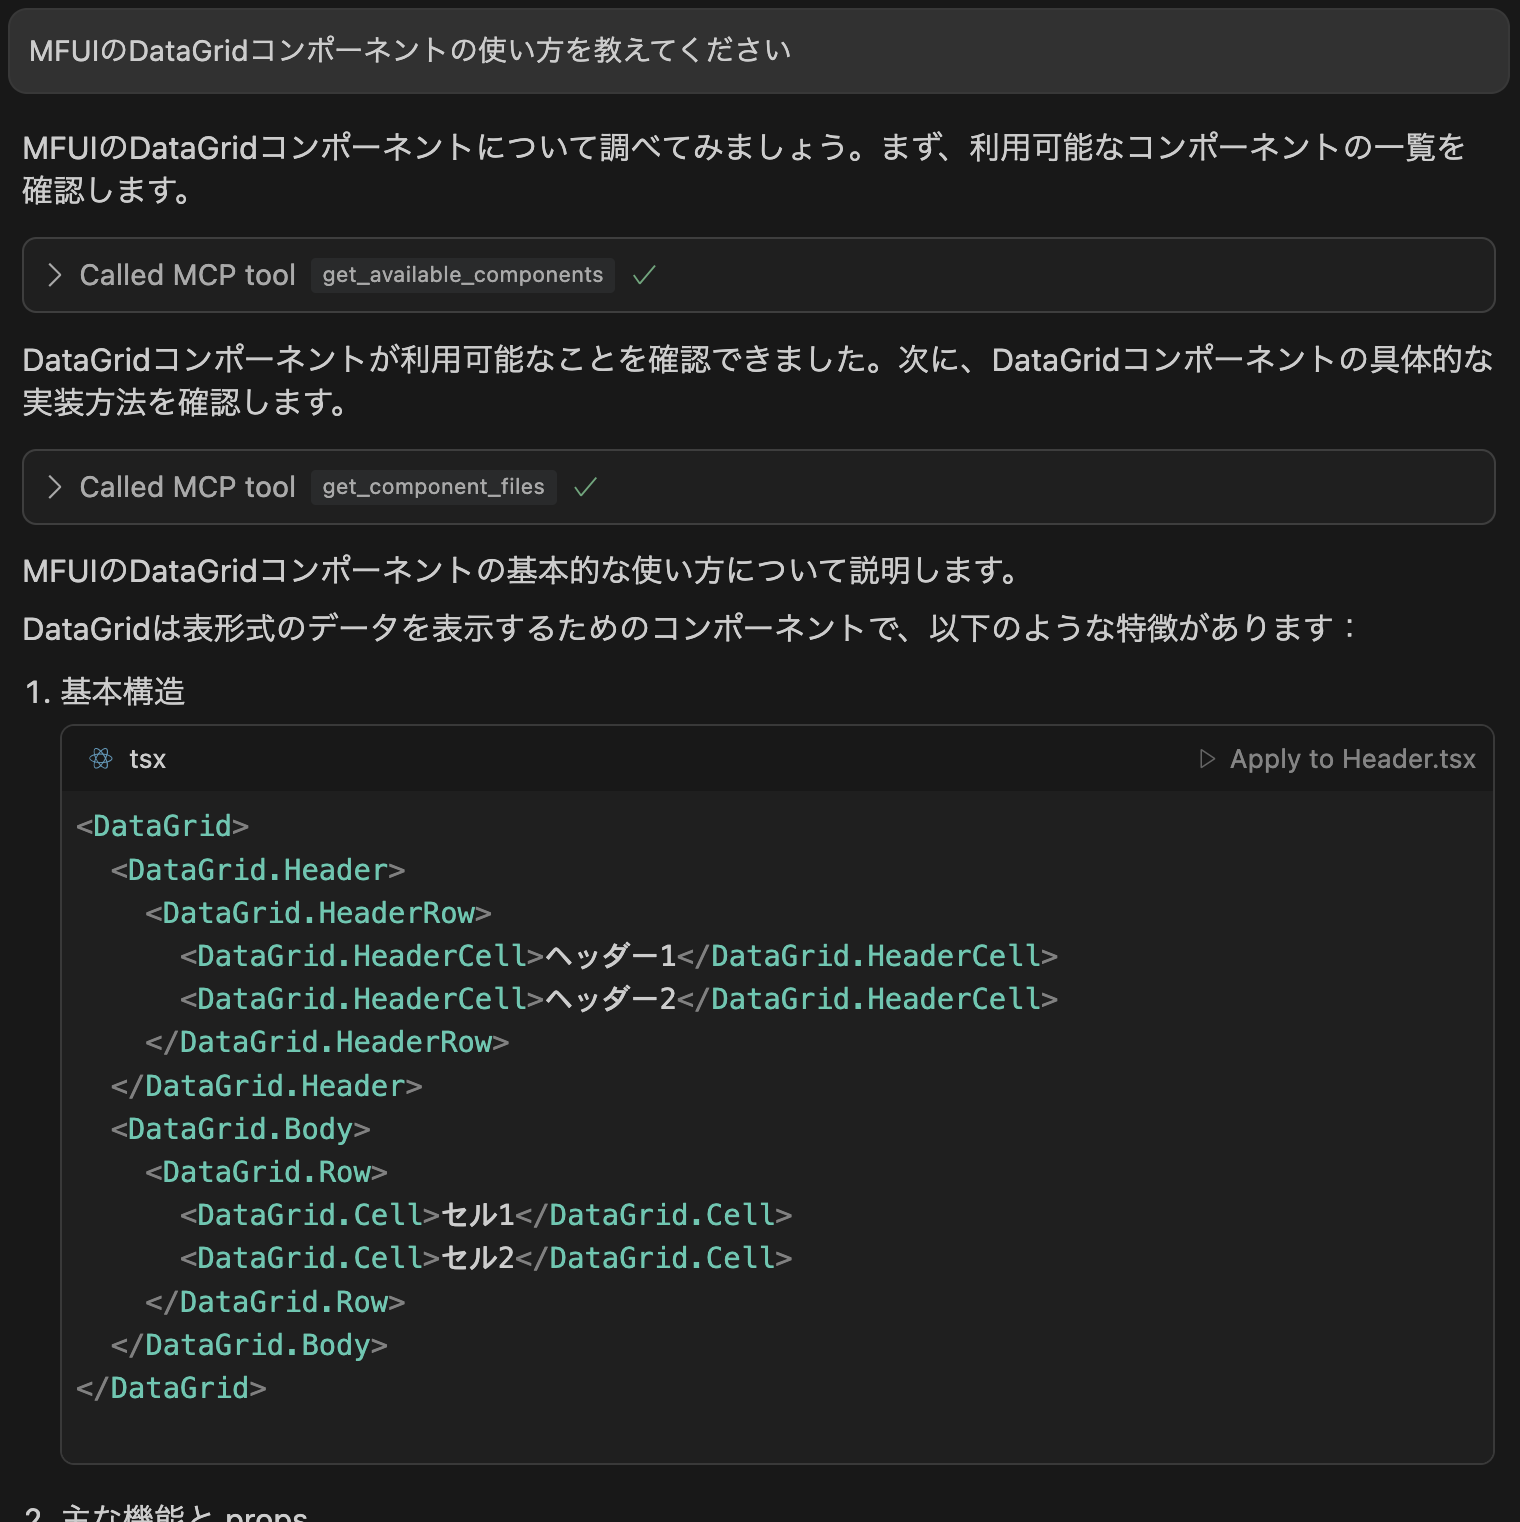 MFUIのDataGridコンポーネントの使い方を教えてください
MFUIのDataGridコンポーネントについて調べてみましょう。まず、利用可能なコンポーネントの一覧を
確認します。
Called MCP tool get_available_components
DataGridコンポーネントが利用可能なことを確認できました。次に、DataGridコンポーネントの具体的な
実装方法を確認します。
Called MCP tool get_component_files
MFUIのDataGridコンポーネントの基本的な使い方について説明します。
DataGridは表形式のデータを表示するためのコンポーネントで、以下のような特徴があります：
1. 基本構造
tsx Apply to Header.tsx
<DataGrid>
  <DataGrid.Header>
    <DataGrid.HeaderRow>
      <DataGrid.HeaderCell>ヘッダー1</DataGrid.HeaderCell>
      <DataGrid.HeaderCell>ヘッダー2</DataGrid.HeaderCell>
    </DataGrid.HeaderRow>
  </DataGrid.Header>
  <DataGrid.Body>
    <DataGrid.Row>
      <DataGrid.Cell>セル1</DataGrid.Cell>
      <DataGrid.Cell>セル2</DataGrid.Cell>
    </DataGrid.Row>
  </DataGrid.Body>
</DataGrid>
2. 主な機能と props